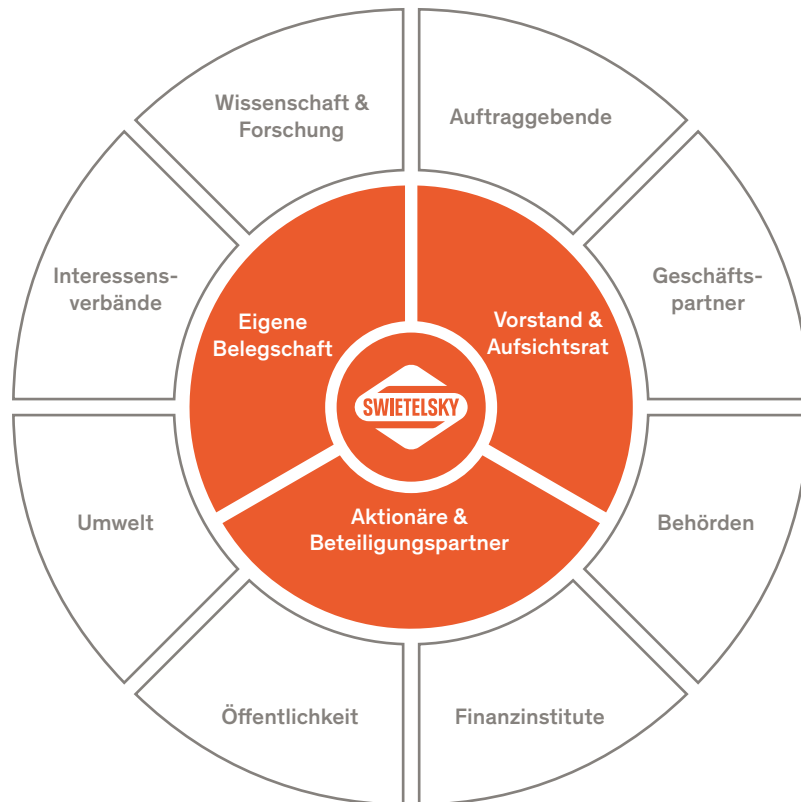 Wissenschaft &
Forschung
Auftraggebende
Interessens-
verbände
Geschäfts-
partner
Eigene
Belegschaft
Vorstand &
Aufsichtsrat
SWIETELSKY
Aktionäre &
Beteiligungspartner
Umwelt
Behörden
Öffentlichkeit
Finanzinstitute